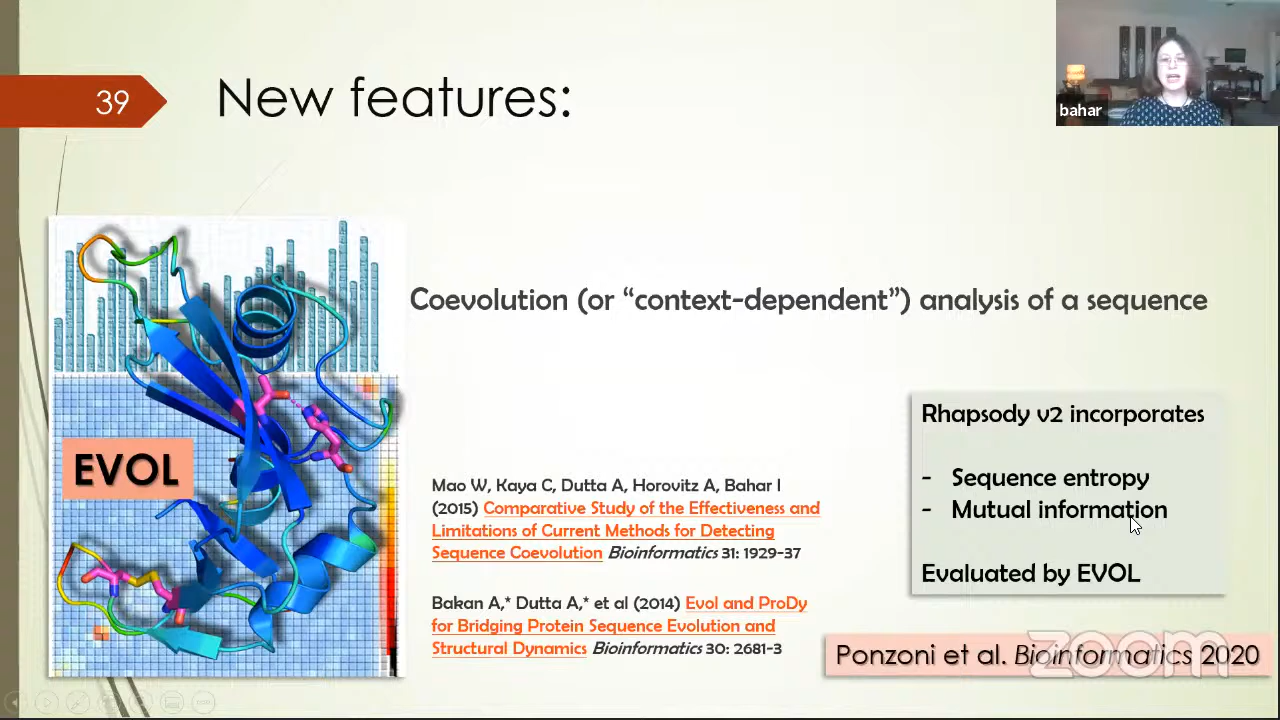 39
New features:
bahar
Coevolution (or “context-dependent”) analysis of a sequence
EVOL
Mao W, Kaya C, Dutta A, Horovitz A, Bahar I
(2015) Comparative Study of the Effectiveness and
Limitations of Current Methods for Detecting
Sequence Coevolution Bioinformatics 31: 1929-37
Bakan A,* Dutta A,* et al (2014) Evol and ProDy
for Bridging Protein Sequence Evolution and
Structural Dynamics Bioinformatics 30: 2681-3
Rhapsody v2 incorporates
- Sequence entropy
- Mutual information
Evaluated by EVOL
Ponzoni et al. Bioinformatics 2020
zoom